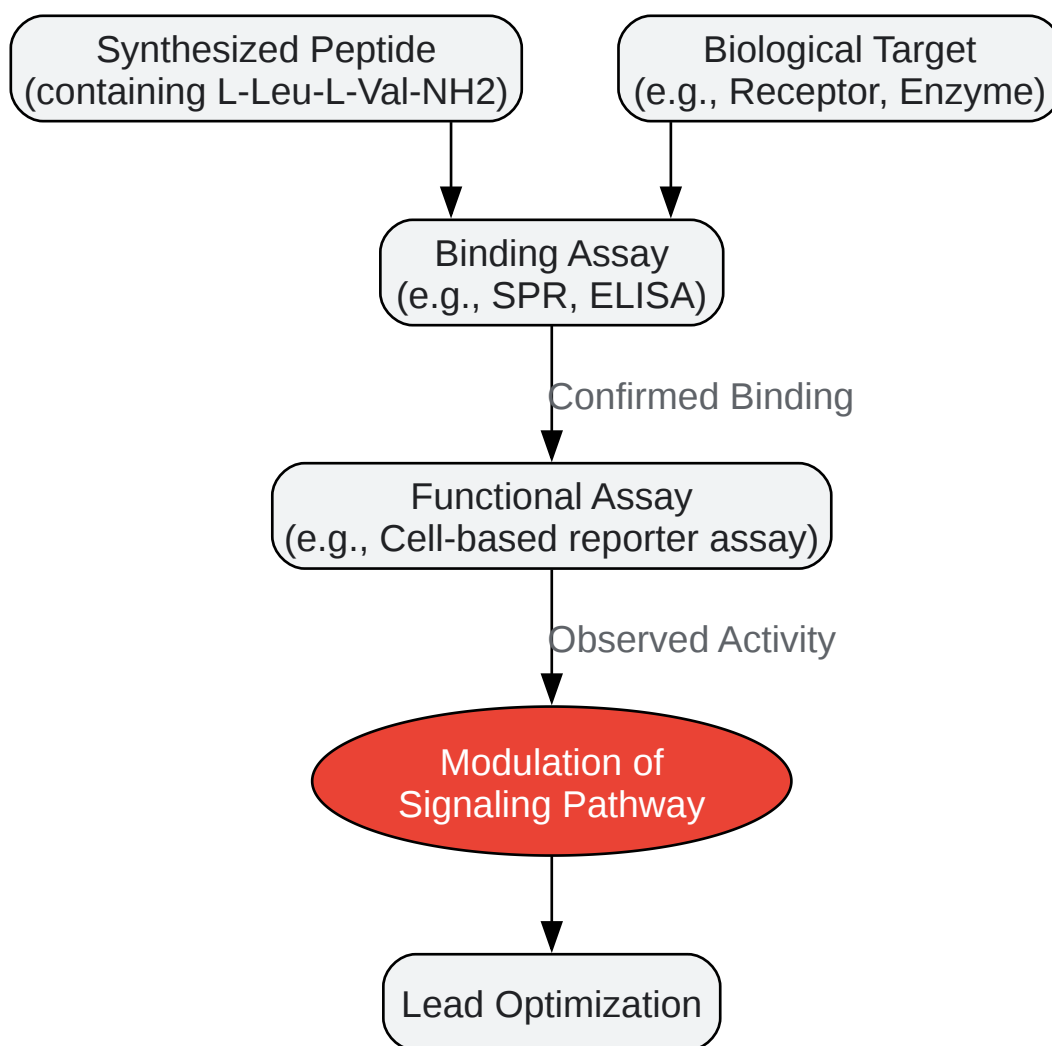 Synthesized Peptide
(containing L-Leu-L-Val-NH2)
Biological Target
(e.g., Receptor, Enzyme)
Binding Assay
(e.g., SPR, ELISA)
Confirmed Binding
Functional Assay
(e.g., Cell-based reporter assay)
Observed Activity
Modulation of
Signaling Pathway
Lead Optimization